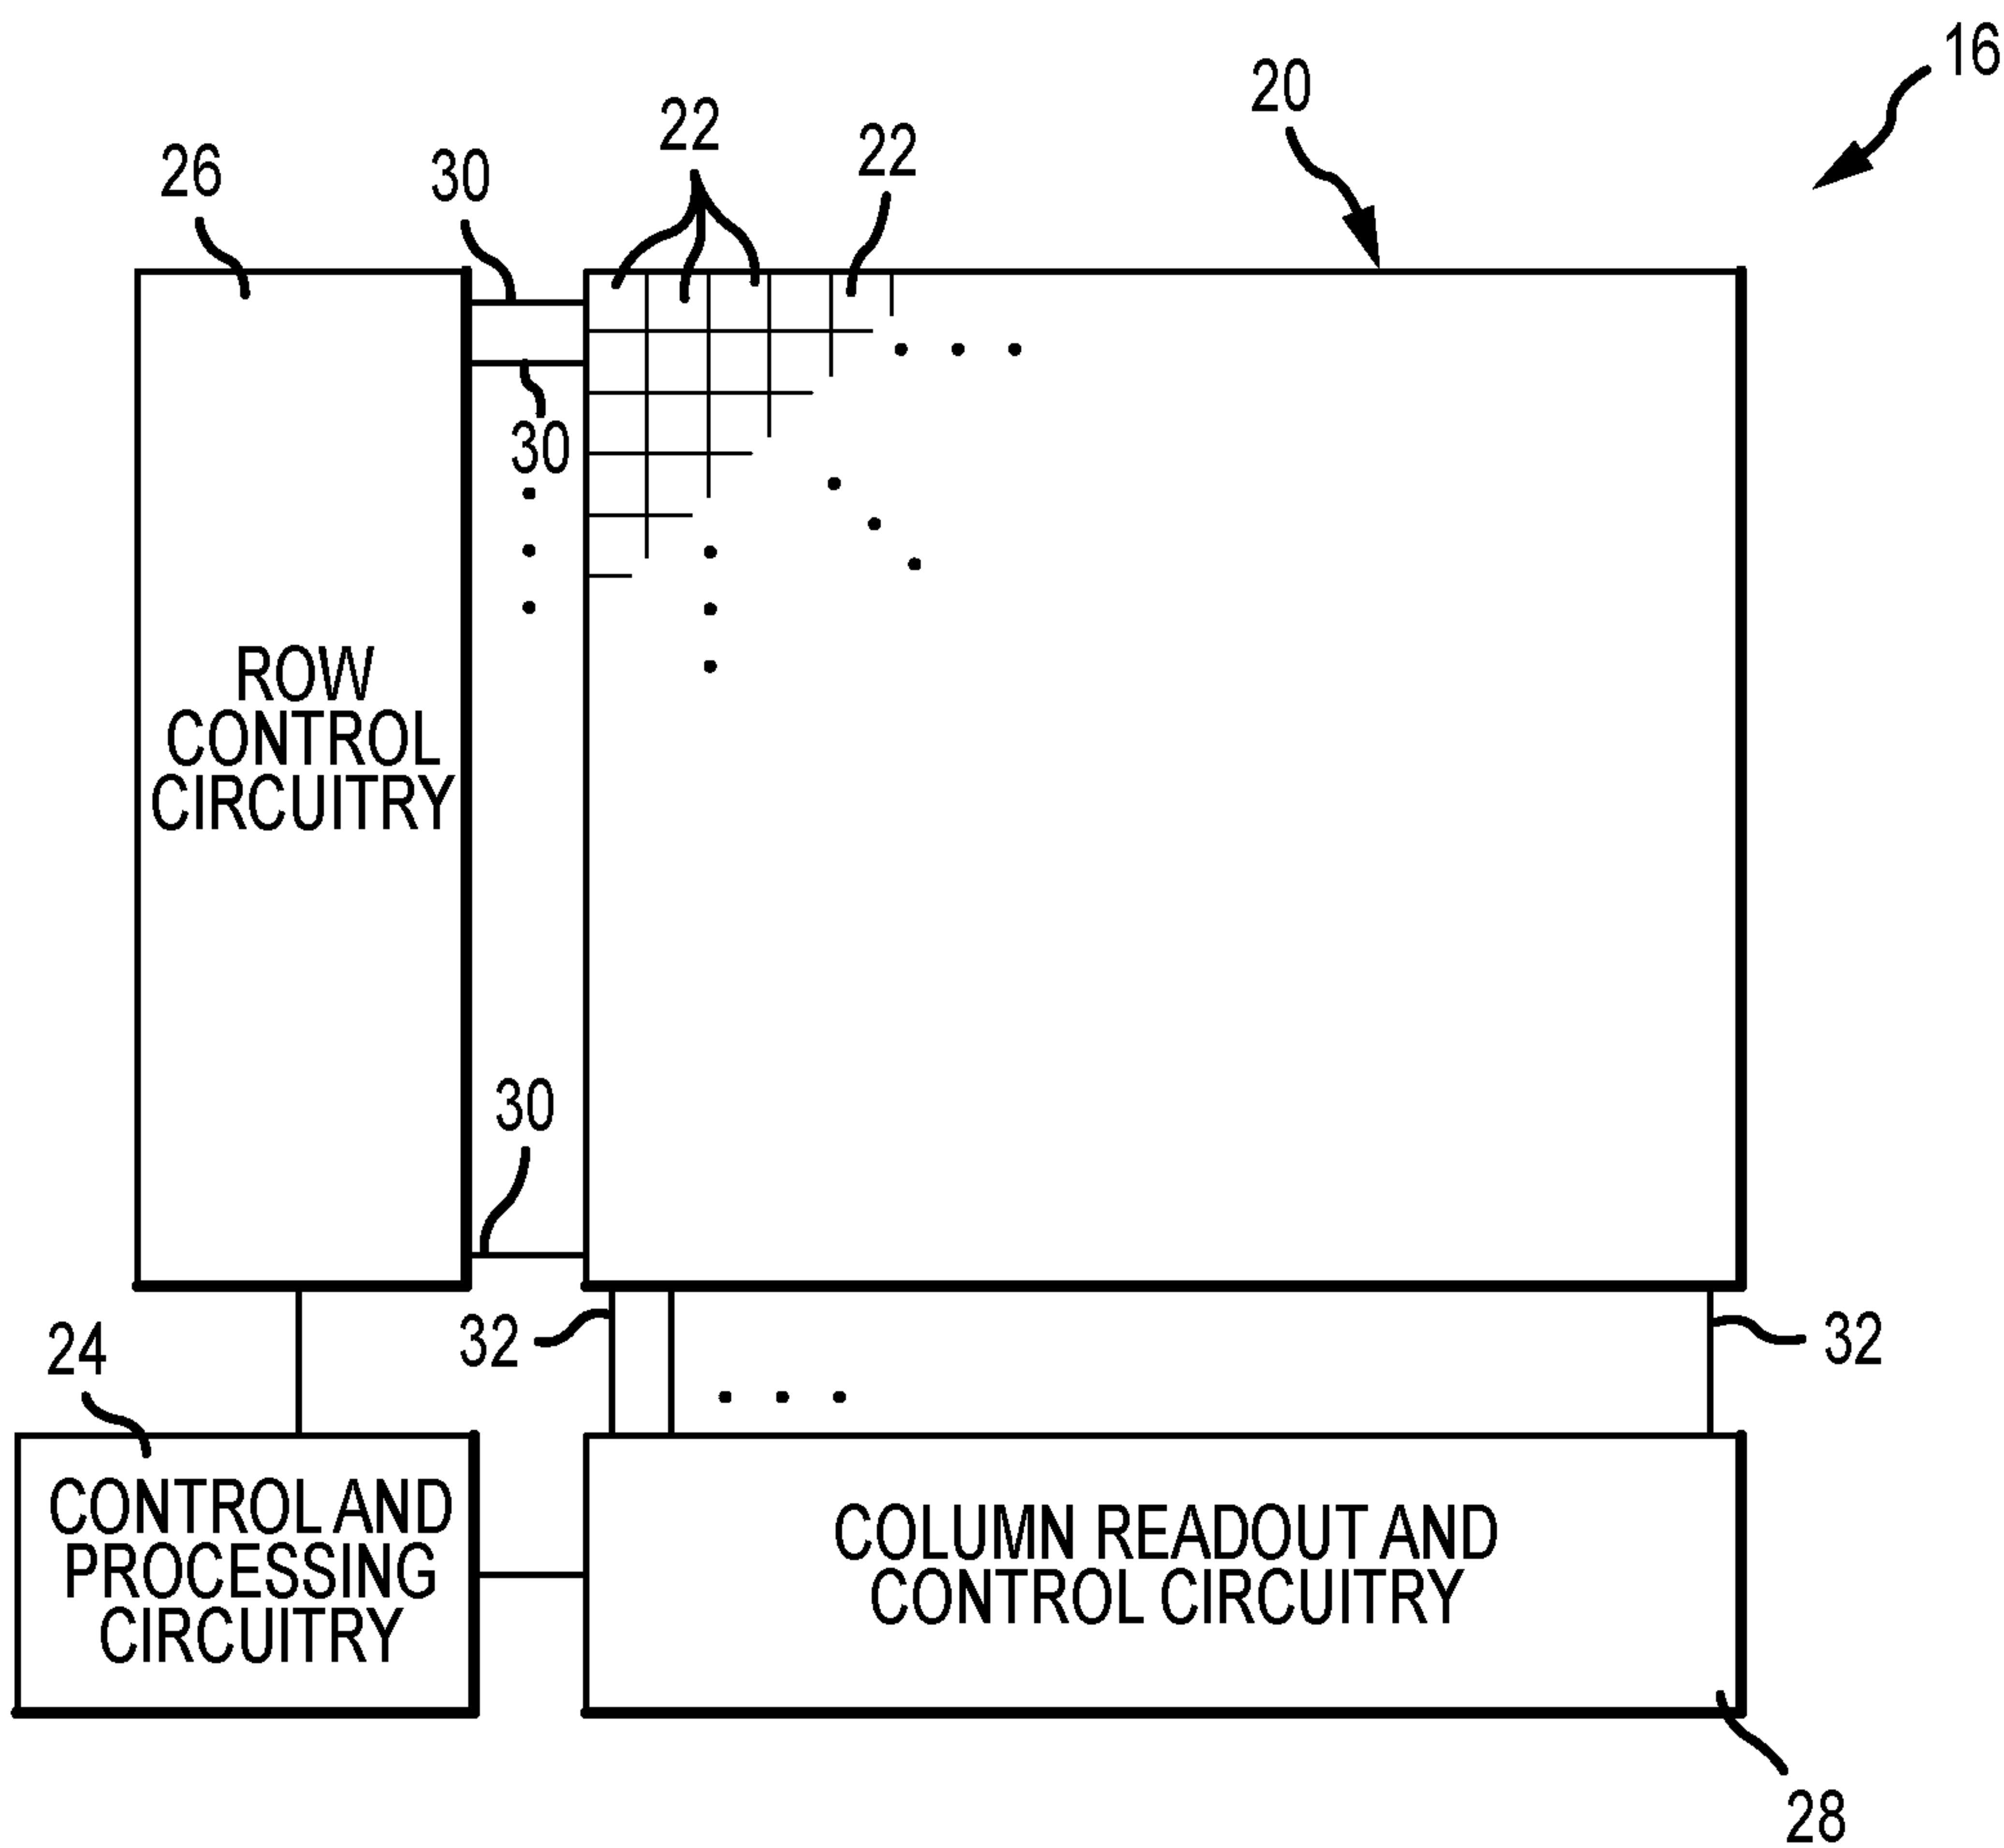 16
20
22
22
26
30
30
ROW
CONTROL
CIRCUITRY
30
32
32
24
CONTROL AND
PROCESSING
CIRCUITRY
COLUMN READOUT AND
CONTROL CIRCUITRY
28